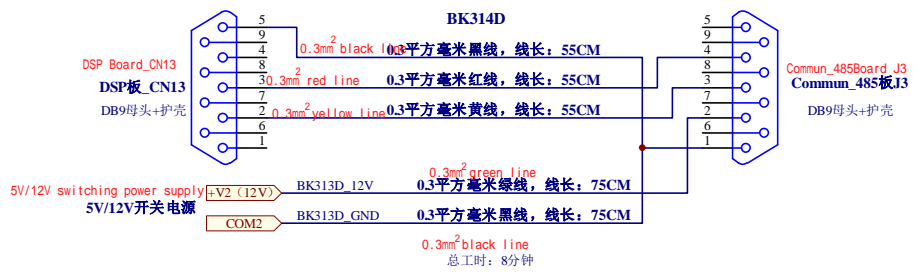 BK314D
5
9
4
8
3
7
2
6
1
5
9
4
8
3
7
2
6
1
0.3mm² black line
0.3平方毫米黑线，线长：55CM
DSP Board_CN13
DSP板_CN13
DB9母头+护壳
0.3mm² red line
0.3平方毫米红线，线长：55CM
0.3mm² yellow line
0.3平方毫米黄线，线长：55CM
Commun_485Board J3
Commun_485板J3
DB9母头+护壳
0.3mm² green line
5V/12V switching power supply
5V/12V开关电源
+V2（12V）
BK313D_12V
0.3平方毫米绿线，线长：75CM
COM2
BK313D_GND
0.3平方毫米黑线，线长：75CM
0.3mm² black line
总工时：8分钟